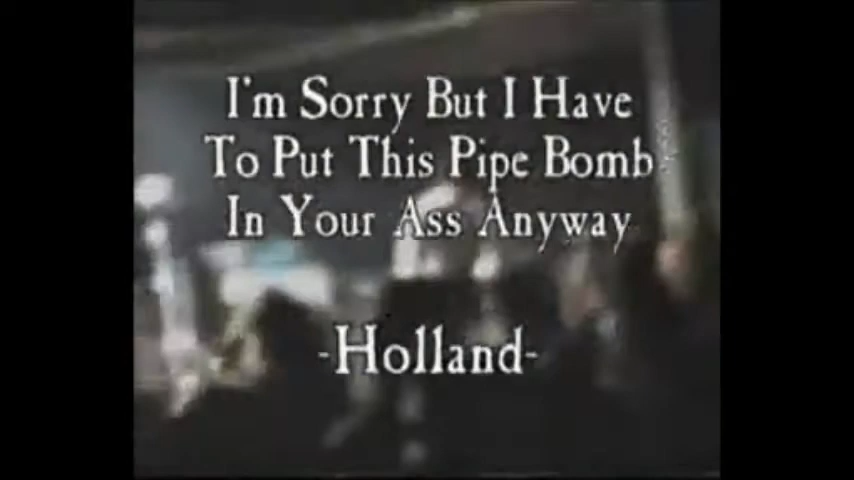 I'm Sorry But I Have
To Put This Pipe Bomb
In Your Ass Anyway
-Holland-